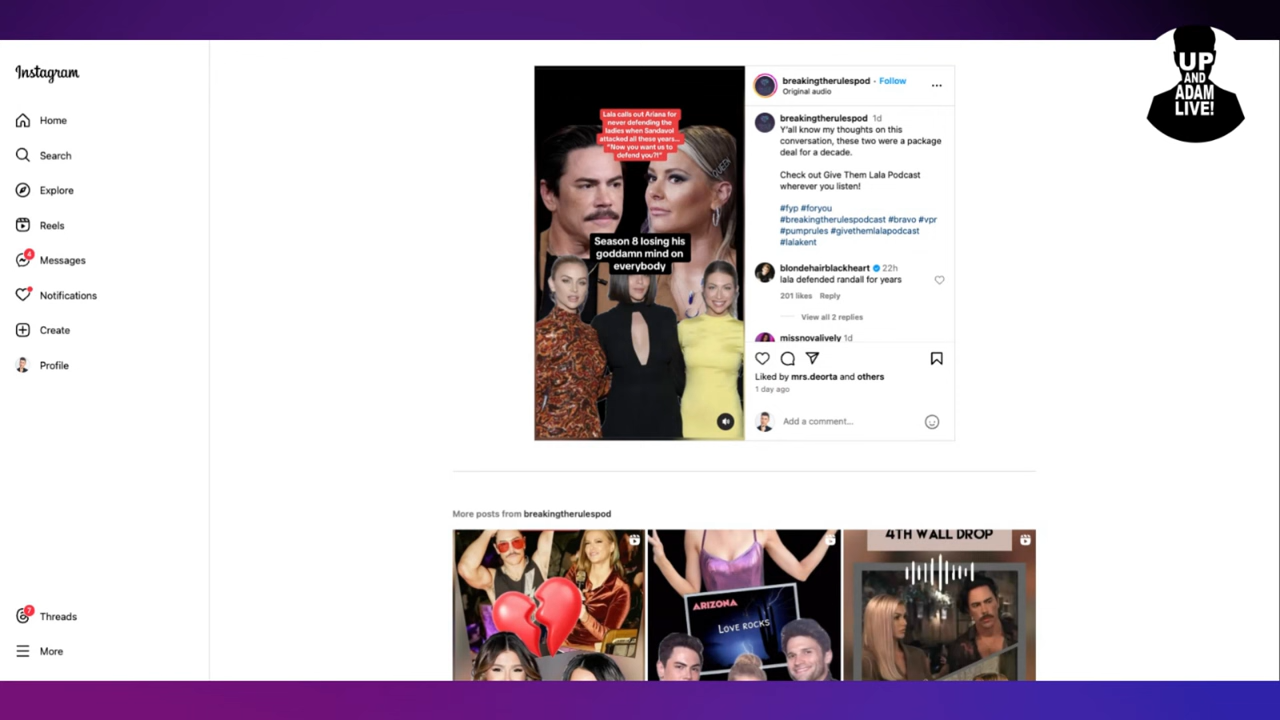 Instagram
Home
Search
Explore
Reels
4
Messages
Notifications
Create
Profile
7
Threads
More
UP
AND
ADAM
LIVE!
Lala calls out Ariana for
never defending the
ladies when Sandavol
attacked all these years...
"Now you want us to
defend you?!"
QUEEN
Season 8 losing his
goddamn mind on
everybody
breakingtherulespod · Follow
Original audio
breakingtherulespod 1d
Y'all know my thoughts on this
conversation, these two were a package
deal for a decade.
Check out Give Them Lala Podcast
wherever you listen!
#fyp #foryou
#breakingtherulespodcast #bravo #vpr
#pumprules #givethemlalapodcast
#lalakent
blondehairblackheart 22h
lala defended randall for years
201 likes Reply
View all 2 replies
missnovalively 1d
Liked by mrs.deorta and others
1 day ago
Add a comment...
More posts from breakingtherulespod
ARIZONA
LOVE ROCKS
4TH WALL DROP